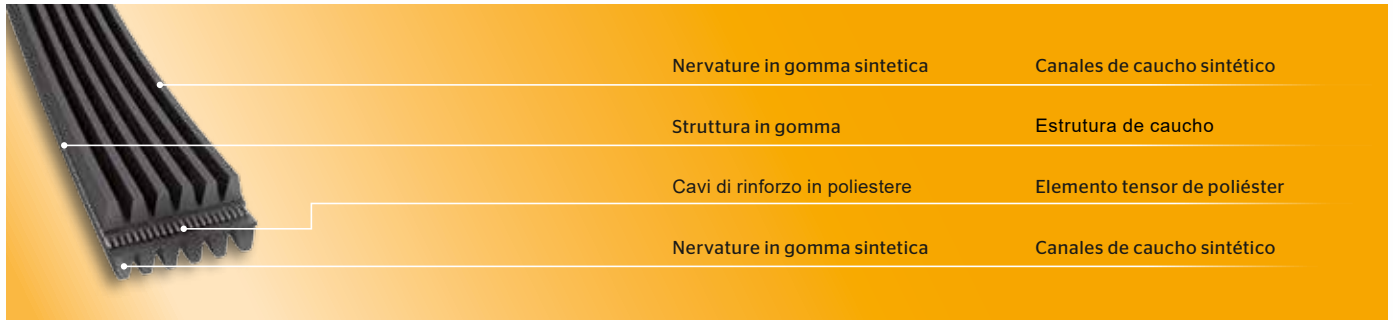 Nervature in gomma sintetica Canales de caucho sintético
Struttura in gomma Estrutura de caucho
Cavi di rinforzo in poliestere Elemento tensor de poliéster
Nervature in gomma sintetica Canales de caucho sintético